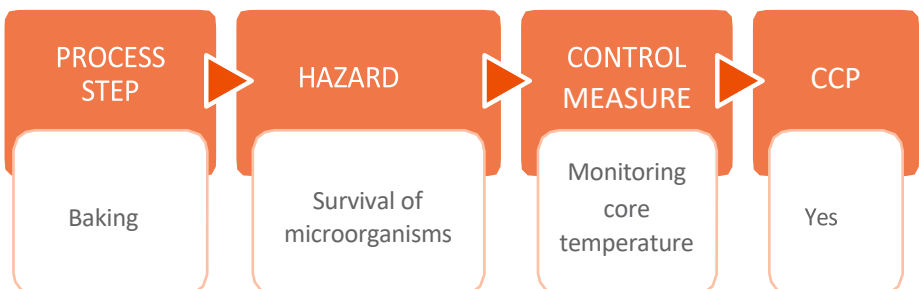 PROCESS
STEP
Baking
HAZARD
Survival of
microorganisms
CONTROL
MEASURE
Monitoring
core
temperature
CCP
Yes